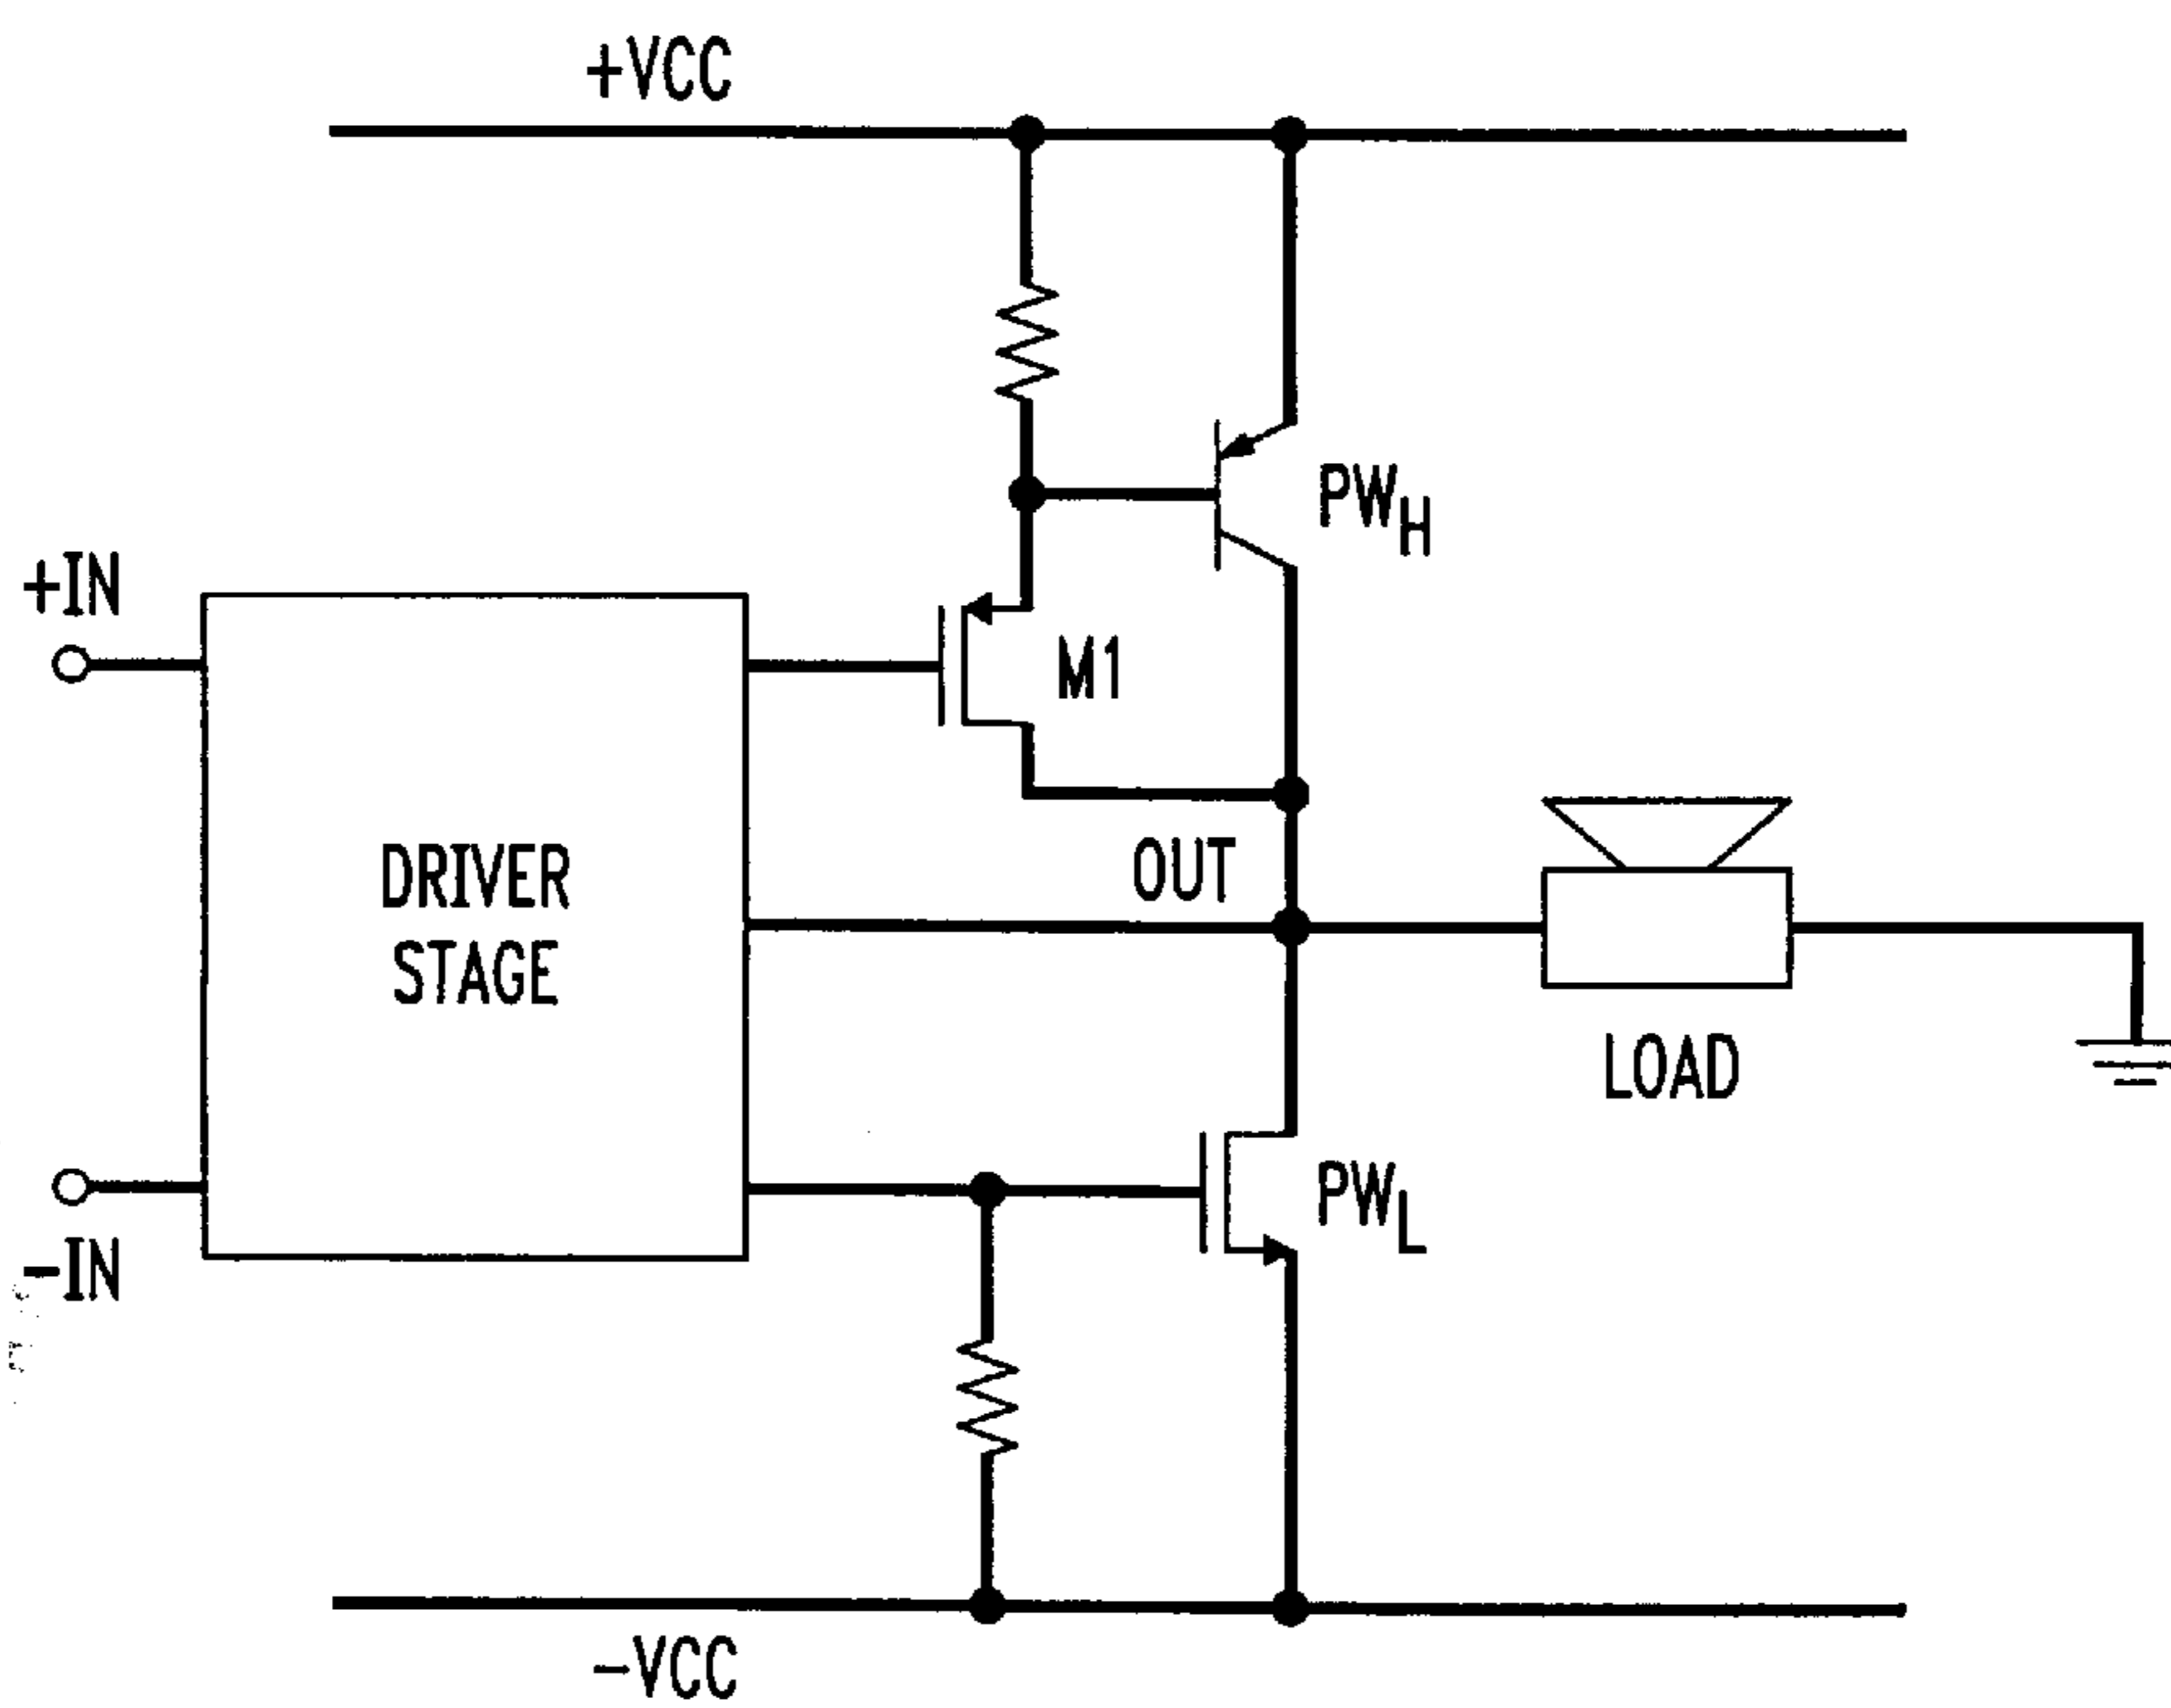 +VCC
PWH
+IN
M1
DRIVER
STAGE
OUT
LOAD
PWL
-IN
-VCC